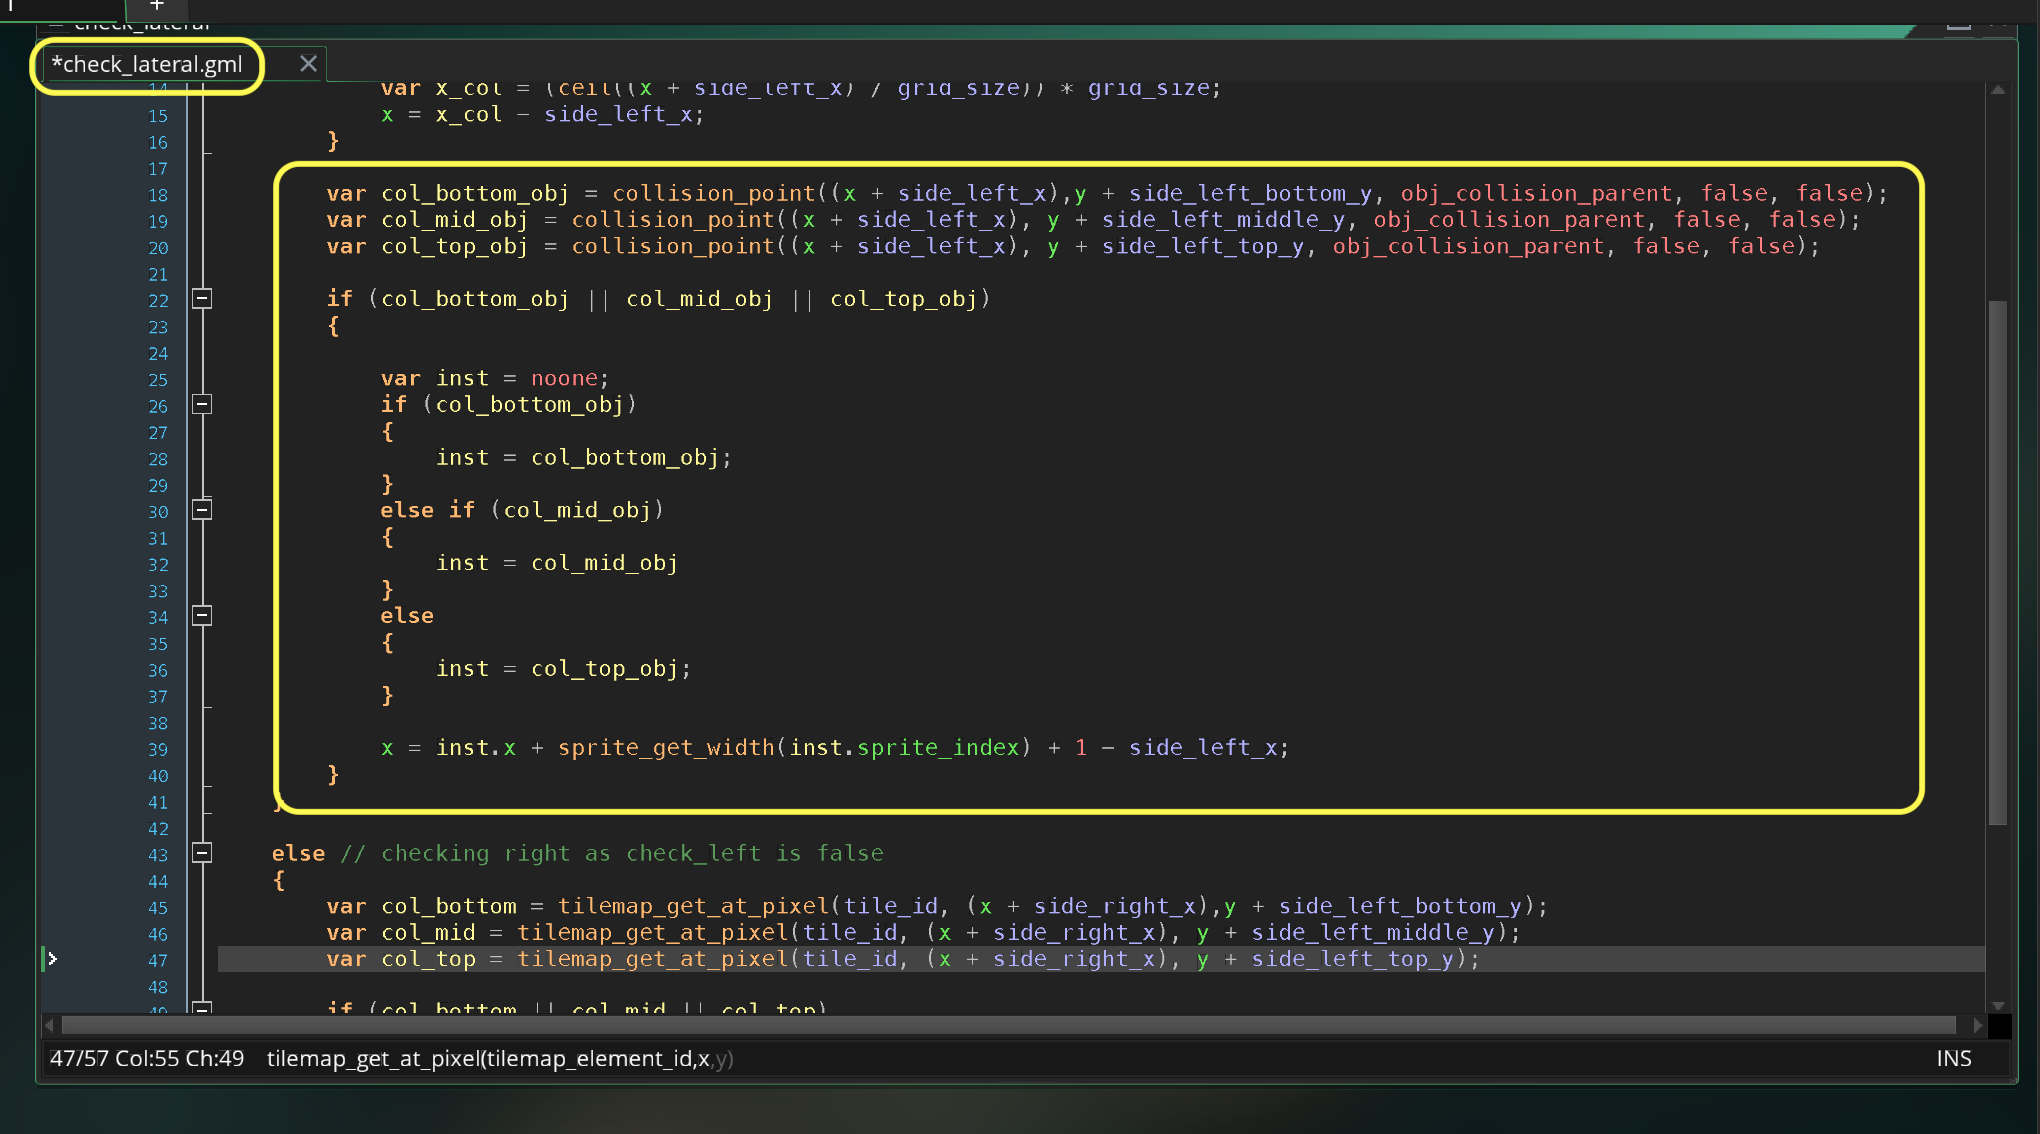 +
check_lateral
*check_lateral.gml
14 var x_col = (ceil((x + side_left_x) / grid_size)) * grid_size;
15 x = x_col - side_left_x;
16 }
17
18 var col_bottom_obj = collision_point((x + side_left_x),y + side_left_bottom_y, obj_collision_parent, false, false);
19 var col_mid_obj = collision_point((x + side_left_x), y + side_left_middle_y, obj_collision_parent, false, false);
20 var col_top_obj = collision_point((x + side_left_x), y + side_left_top_y, obj_collision_parent, false, false);
21
22 if (col_bottom_obj || col_mid_obj || col_top_obj)
23 {
24
25 var inst = noone;
26 if (col_bottom_obj)
27 {
28 inst = col_bottom_obj;
29 }
30 else if (col_mid_obj)
31 {
32 inst = col_mid_obj
33 }
34 else
35 {
36 inst = col_top_obj;
37 }
38
39 x = inst.x + sprite_get_width(inst.sprite_index) + 1 - side_left_x;
40 }
41 }
42
43 else // checking right as check_left is false
44 {
45 var col_bottom = tilemap_get_at_pixel(tile_id, (x + side_right_x),y + side_left_bottom_y);
46 var col_mid = tilemap_get_at_pixel(tile_id, (x + side_right_x), y + side_left_middle_y);
47 var col_top = tilemap_get_at_pixel(tile_id, (x + side_right_x), y + side_left_top_y);
48
49 if (col_bottom || col_mid || col_top)
47/57 Col:55 Ch:49 tilemap_get_at_pixel(tilemap_element_id,x,y) INS